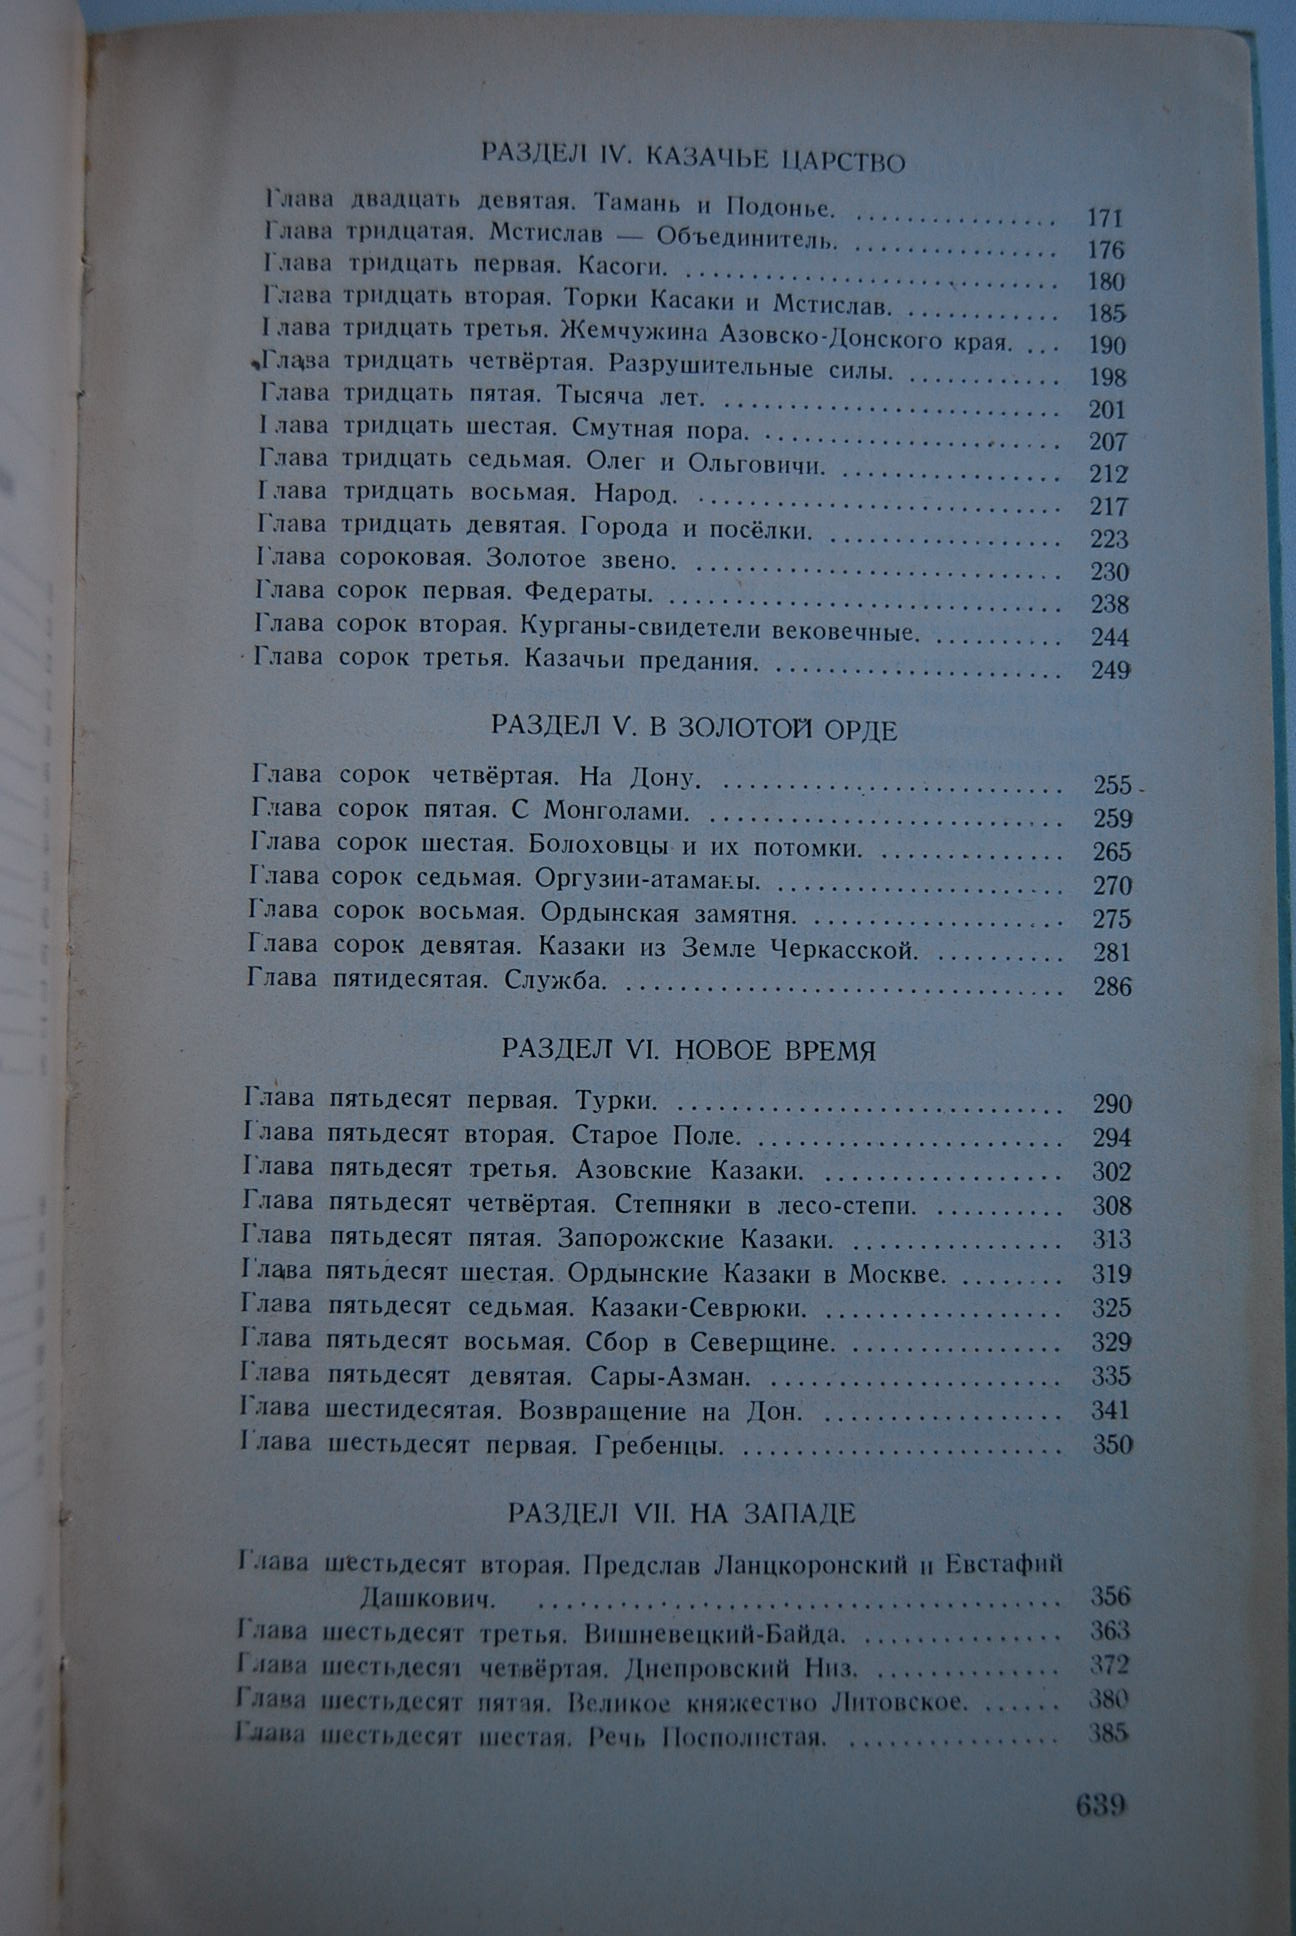 РАЗДЕЛ IV. КАЗАЧЬЕ ЦАРСТВО
Глава двадцать девятая. Тамань и Подонье. ................ 171
Глава тридцатая. Мстислав — Объединитель. ................ 176
Глава тридцать первая. Касоги. ............................. 180
Глава тридцать вторая. Торки Касаки и Мстислав. ............ 185
Глава тридцать третья. Жемчужина Азовско-Донского края. ... 190
Глава тридцать четвёртая. Разрушительные силы. ............ 198
Глава тридцать пятая. Тысяча лет. .......................... 201
Глава тридцать шестая. Смутная пора. ....................... 207
Глава тридцать седьмая. Олег и Ольговичи. ................. 212
Глава тридцать восьмая. Народ. ............................ 217
Глава тридцать девятая. Города и посёлки. .................. 223
Глава сороковая. Золотое звено. ............................ 230
Глава сорок первая. Федераты. .............................. 238
Глава сорок вторая. Курганы-свидетели вековечные. .......... 244
Глава сорок третья. Казачьи предания. ...................... 249
РАЗДЕЛ V. В ЗОЛОТОЙ ОРДЕ
Глава сорок четвёртая. На Дону. ........................... 255
Глава сорок пятая. С Монголами. ........................... 259
Глава сорок шестая. Болоховцы и их потомки. .............. 265
Глава сорок седьмая. Оргузии-атаманы. ...................... 270
Глава сорок восьмая. Ордынская замятня. ................... 275
Глава сорок девятая. Казаки из Земле Черкасской. .......... 281
Глава пятидесятая. Служба. ................................. 286
РАЗДЕЛ VI. НОВОЕ ВРЕМЯ
Глава пятьдесят первая. Турки. ............................. 290
Глава пятьдесят вторая. Старое Поле. ....................... 294
Глава пятьдесят третья. Азовские Казаки. .................. 302
Глава пятьдесят четвёртая. Степняки в лесо-степи. .......... 308
Глава пятьдесят пятая. Запорожские Казаки. ................ 313
Глава пятьдесят шестая. Ордынские Казаки в Москве. ........ 319
Глава пятьдесят седьмая. Казаки-Севрюки. .................. 325
Глава пятьдесят восьмая. Сбор в Северщине. ................ 329
Глава пятьдесят девятая. Сары-Азман. ...................... 335
Глава шестидесятая. Возвращение на Дон. .................. 341
Глава шестьдесят первая. Гребенцы. ........................ 350
РАЗДЕЛ VII. НА ЗАПАДЕ
Глава шестьдесят вторая. Предслав Ланцкоронский и Евстафий
Дашкович. ....................................... 356
Глава шестьдесят третья. Вишневецкий-Байда. ............... 363
Глава шестьдесят четвёртая. Днепровский Низ. .............. 372
Глава шестьдесят пятая. Великое княжество Литовское. ...... 380
Глава шестьдесят шестая. Речь Посполистая. ................ 385
639